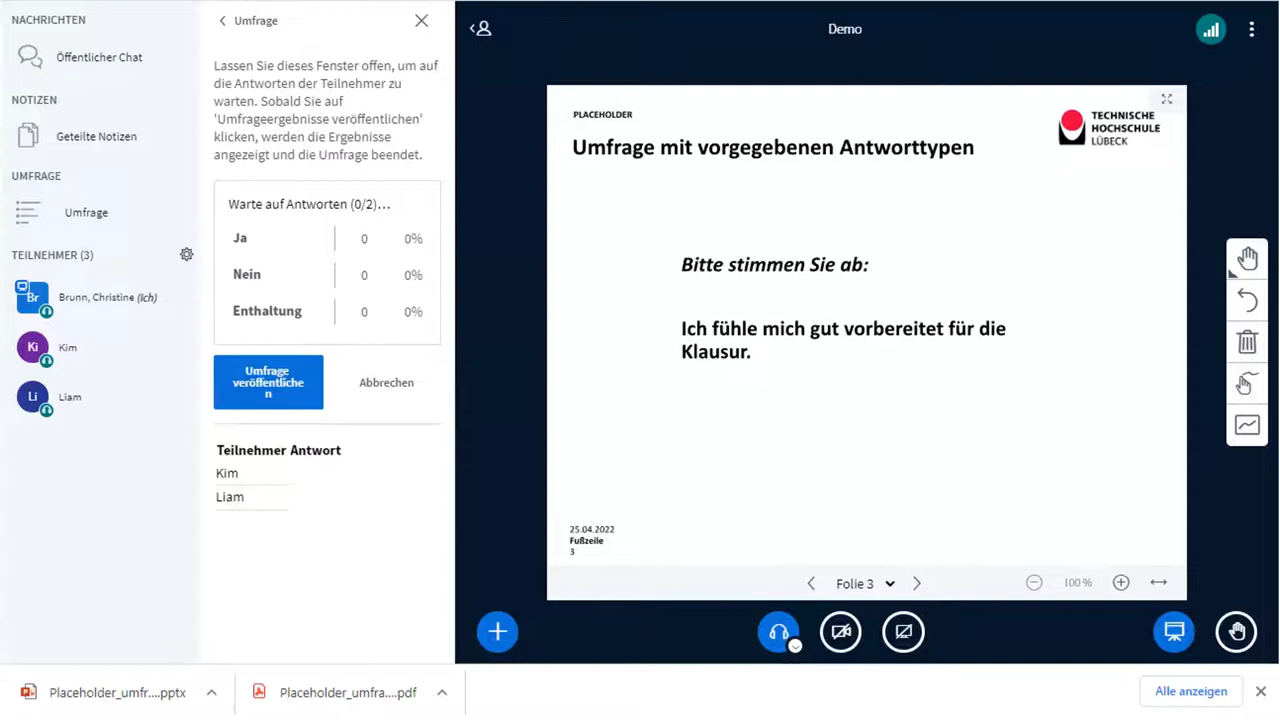 NACHRICHTEN
Öffentlicher Chat
NOTIZEN
Geteilte Notizen
UMFRAGE
Umfrage
TEILNEHMER (3)
Br
Brunn, Christine (Ich)
Ki
Kim
Li
Liam
Umfrage
Lassen Sie dieses Fenster offen, um auf
die Antworten der Teilnehmer zu
warten. Sobald Sie auf
'Umfrageergebnisse veröffentlichen'
klicken, werden die Ergebnisse
angezeigt und die Umfrage beendet.
Warte auf Antworten (0/2)...
Ja 0 0%
Nein 0 0%
Enthaltung 0 0%
Umfrage
veröffentliche
n
Abbrechen
Teilnehmer Antwort
Kim
Liam
Demo
PLACEHOLDER
TECHNISCHE
HOCHSCHULE
LÜBECK
Umfrage mit vorgegebenen Antworttypen
Bitte stimmen Sie ab:
Ich fühle mich gut vorbereitet für die
Klausur.
25.04.2022
Fußzeile
3
Folie 3
100 %
Placeholder_umfr....pptx
Placeholder_umfra....pdf
Alle anzeigen